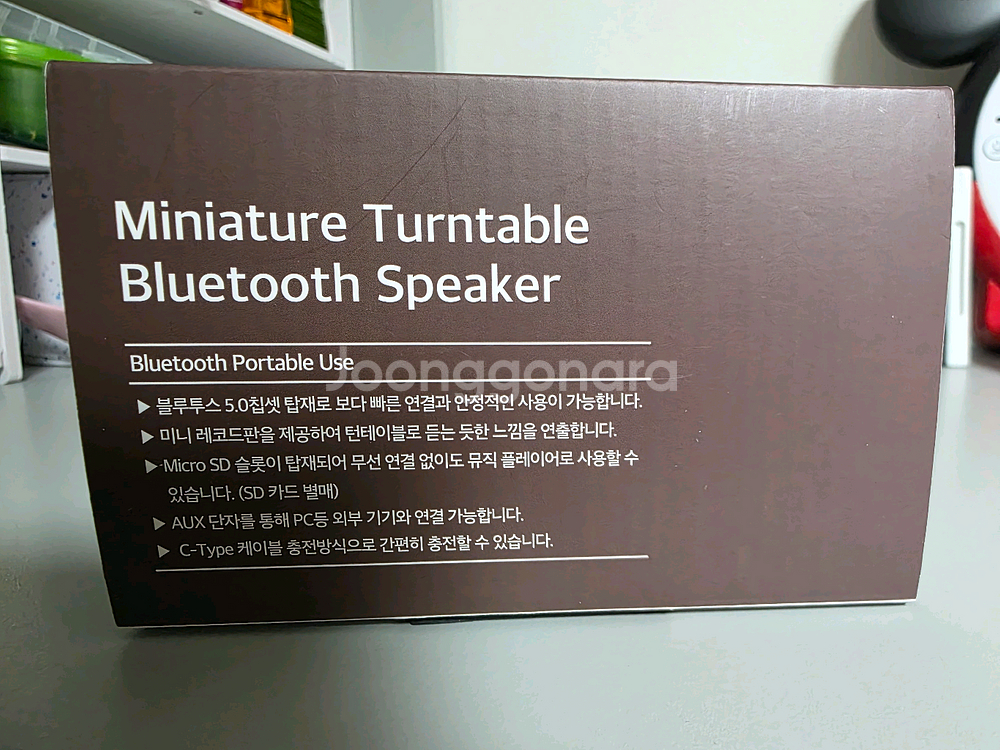 Miniature Turntable
Bluetooth Speaker
Bluetooth Portable Use
Joonggonara
▶ 블루투스 5.0칩셋 탑재로 보다 빠른 연결과 안정적인 사용이 가능합니다.
▶ 미니 레코드판을 제공하여 턴테이블로 듣는 듯한 느낌을 연출합니다.
▶ Micro SD 슬롯이 탑재되어 무선 연결 없이도 뮤직 플레이어로 사용할 수
있습니다. (SD 카드 별매)
▶ AUX 단자를 통해 PC등 외부 기기와 연결 가능합니다.
▶ C-Type 케이블 충전방식으로 간편히 충전할 수 있습니다.